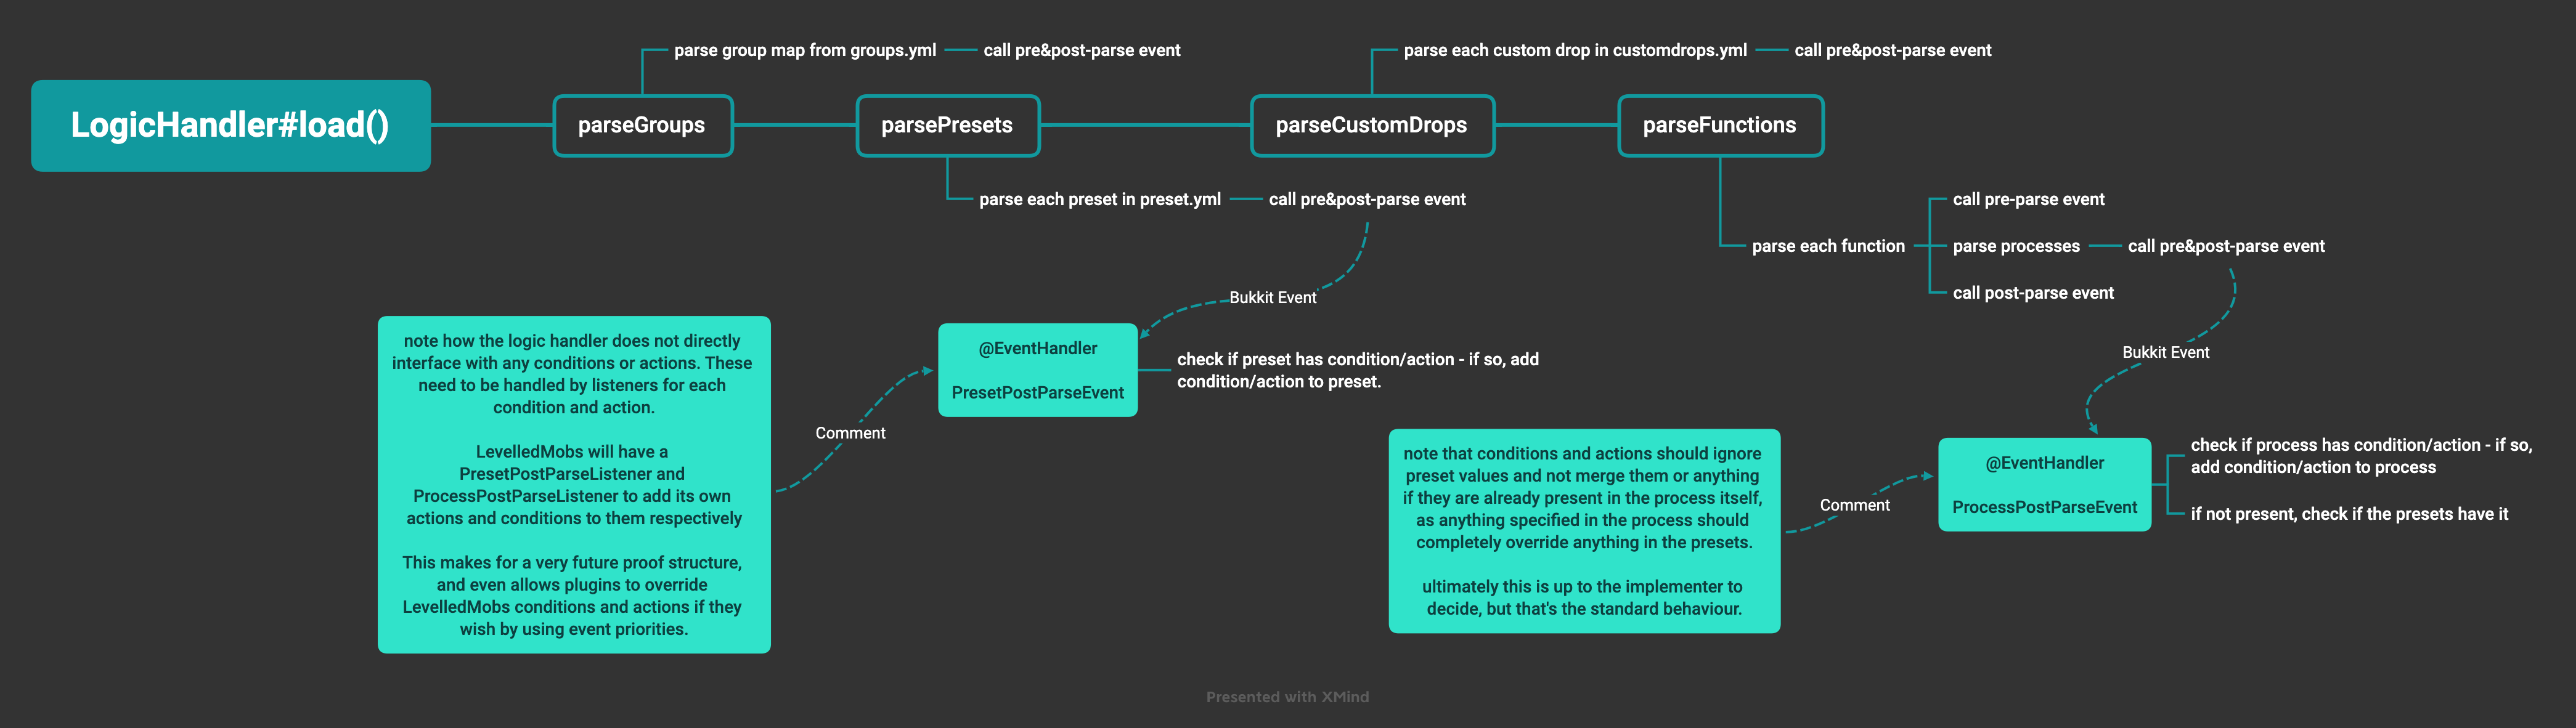 LogicHandler#load()
parseGroups
parse group map from groups.yml
call pre&post-parse event
parsePresets
parse each preset in preset.yml
call pre&post-parse event
parseCustomDrops
parse each custom drop in customdrops.yml
call pre&post-parse event
parseFunctions
parse each function
call pre-parse event
parse processes
call pre&post-parse event
call post-parse event
Bukkit Event
@EventHandler
PresetPostParseEvent
check if preset has condition/action - if so, add
condition/action to preset.
Comment
note how the logic handler does not directly
interface with any conditions or actions. These
need to be handled by listeners for each
condition and action.
LevelledMobs will have a
PresetPostParseListener and
ProcessPostParseListener to add its own
actions and conditions to them respectively
This makes for a very future proof structure,
and even allows plugins to override
LevelledMobs conditions and actions if they
wish by using event priorities.
Bukkit Event
@EventHandler
ProcessPostParseEvent
check if process has condition/action - if so,
add condition/action to process
if not present, check if the presets have it
Comment
note that conditions and actions should ignore
preset values and not merge them or anything
if they are already present in the process itself,
as anything specified in the process should
completely override anything in the presets.
ultimately this is up to the implementer to
decide, but that's the standard behaviour.
Presented with XMind